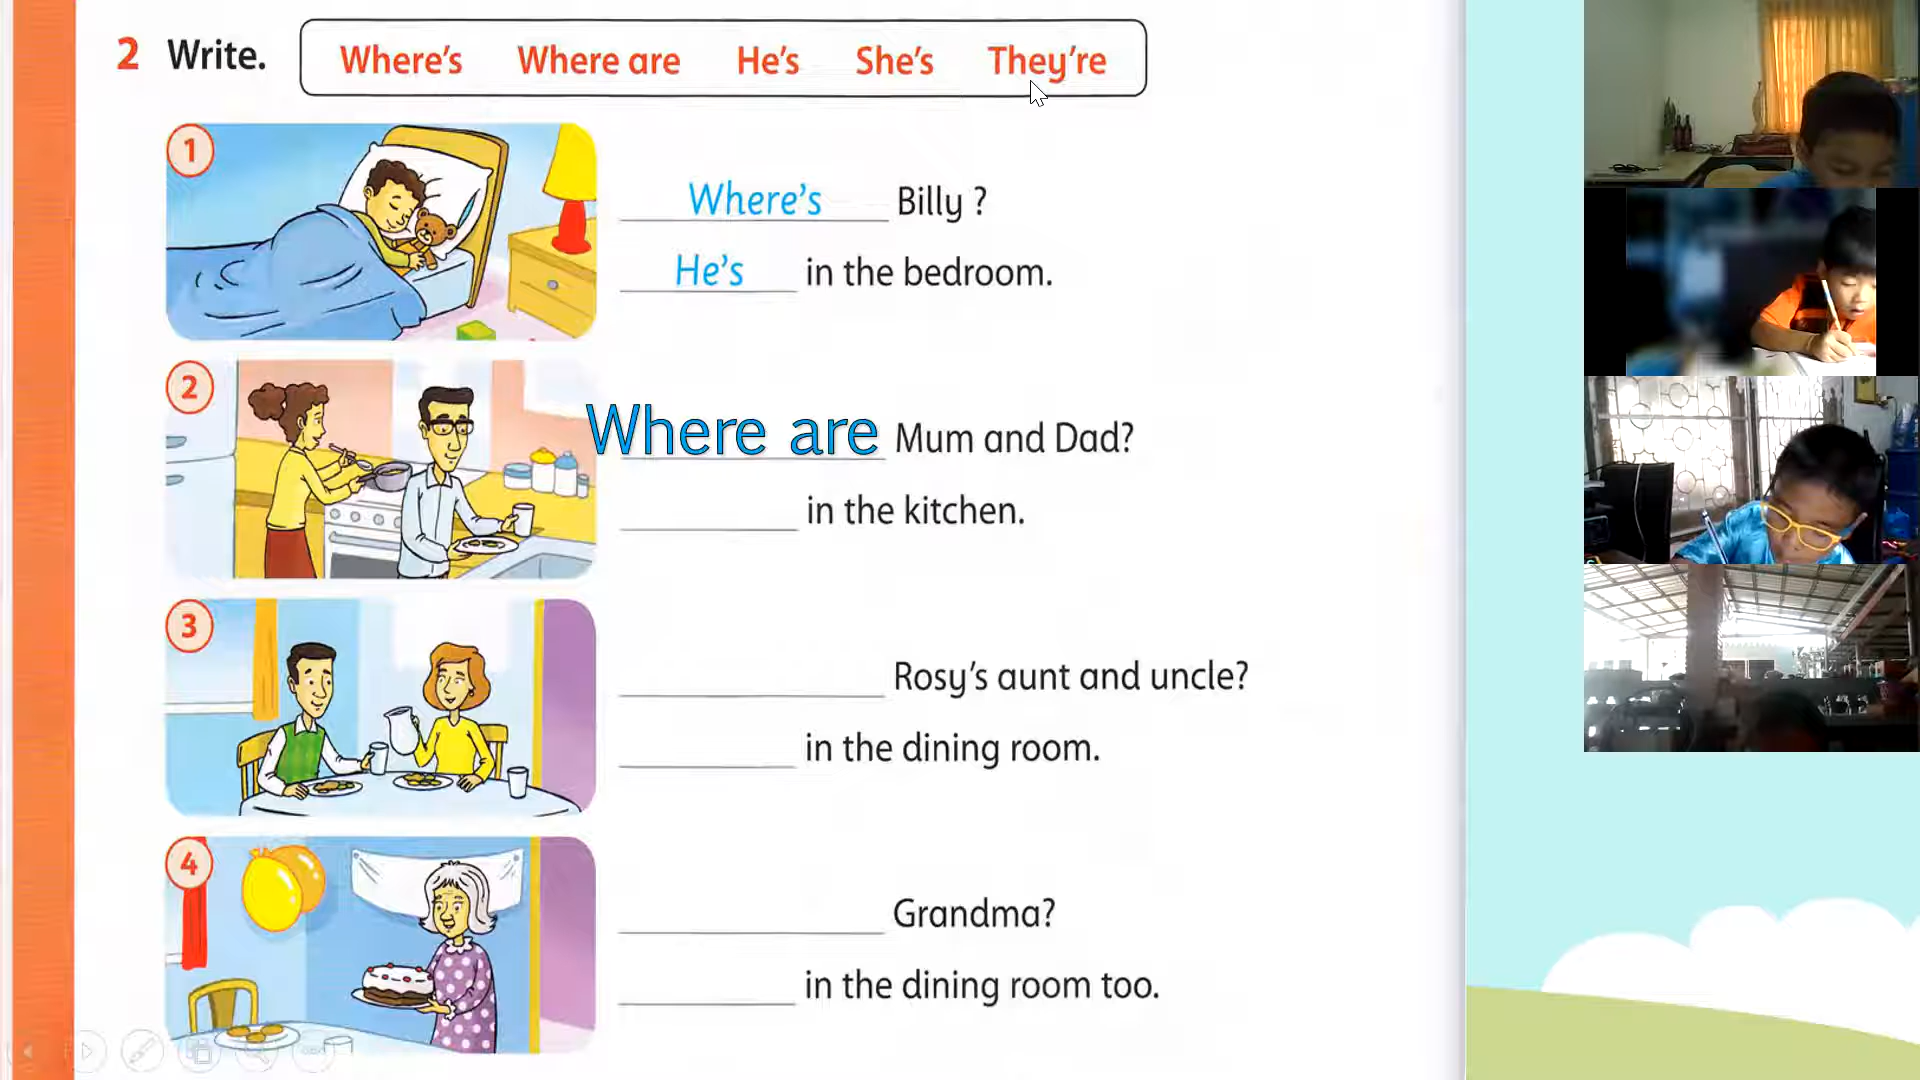 2 Write. Where's Where are He's She's They're
1
Where's Billy ?
He's in the bedroom.
2
Where are Mum and Dad?
in the kitchen.
3
Rosy's aunt and uncle?
in the dining room.
4
Grandma?
in the dining room too.